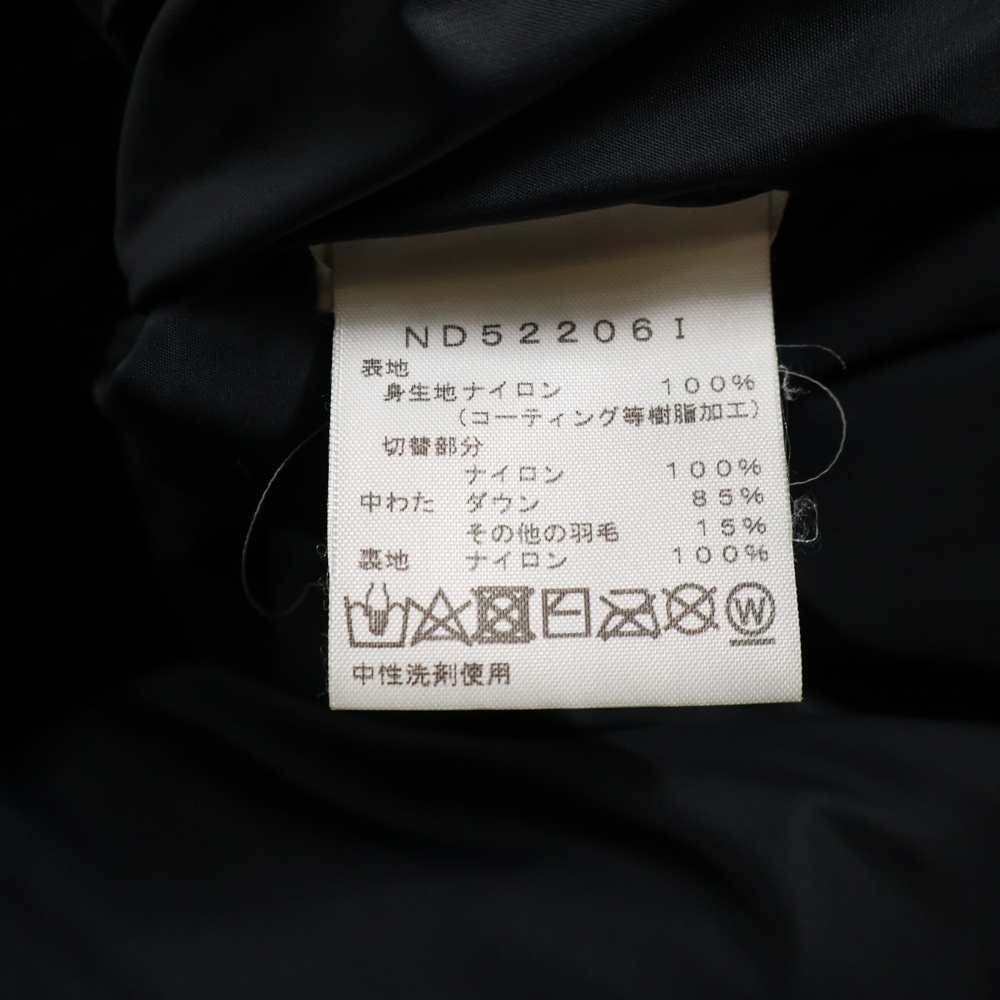 ND52206I
表地
身生地 ナイロン 100%
(コーティング等樹脂加工)
切替部分
ナイロン 100%
中わた ダウン 85%
その他の羽毛 15%
裏地 ナイロン 100%
W
中性洗剤使用